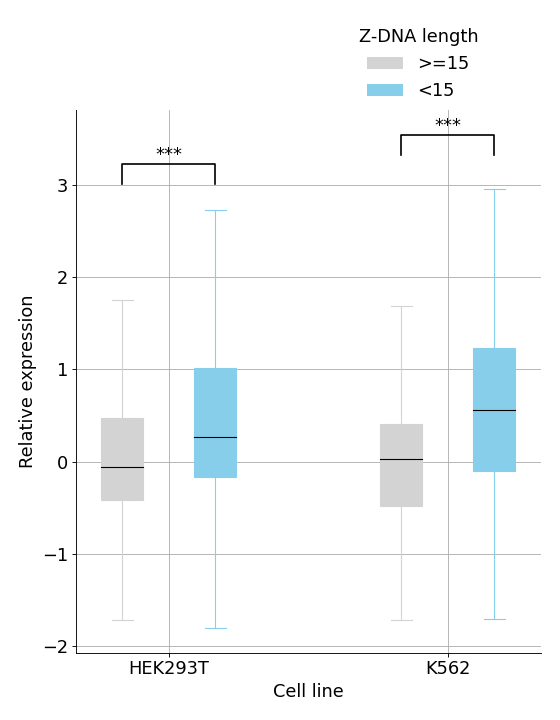 Z-DNA length
>=15
<15
***
***
3
2
1
0
−1
−2
Relative expression
HEK293T
K562
Cell line